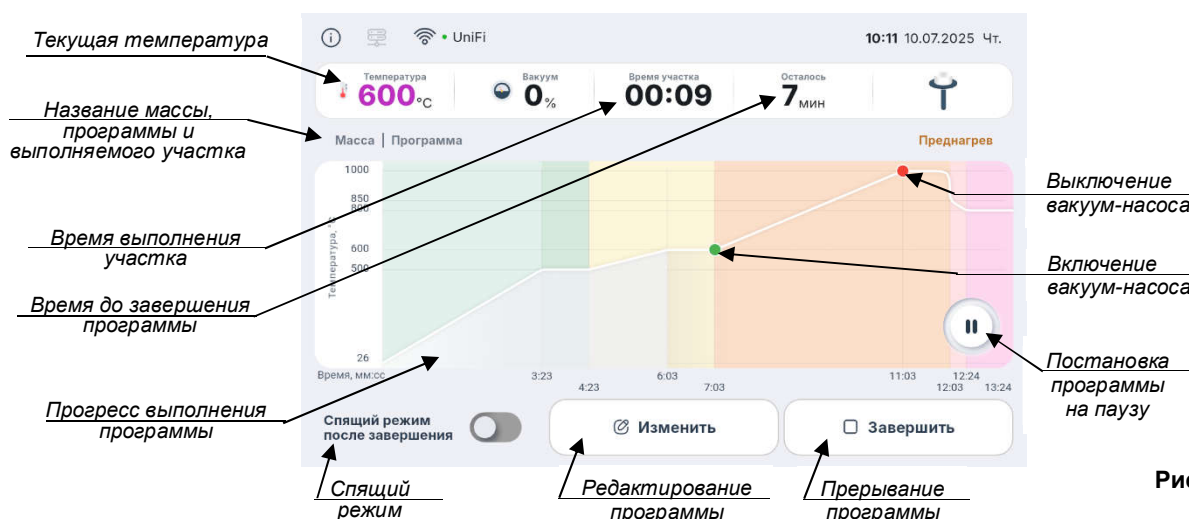 Текущая температура
Название массы,
программы и
выполняемого участка
Время выполнения
участка
Время до завершения
программы
Прогресс выполнения
программы
UniFi
10:11 10.07.2025 Чт.
Температура
600°C
Вакуум
0%
Время участка
00:09
Осталось
7мин
Масса | Программа
Преднагрев
Температура, °C
1000
850
800
600
500
26
Время, мм:сс
3:23
4:23
6:03
7:03
11:03
12:03
12:24
13:24
Спящий режим
после завершения
Изменить
Завершить
Выключение
вакуум-насоса
Включение
вакуум-насоса
Постановка
программы
на паузу
Спящий
режим
Редактирование
программы
Прерывание
программы